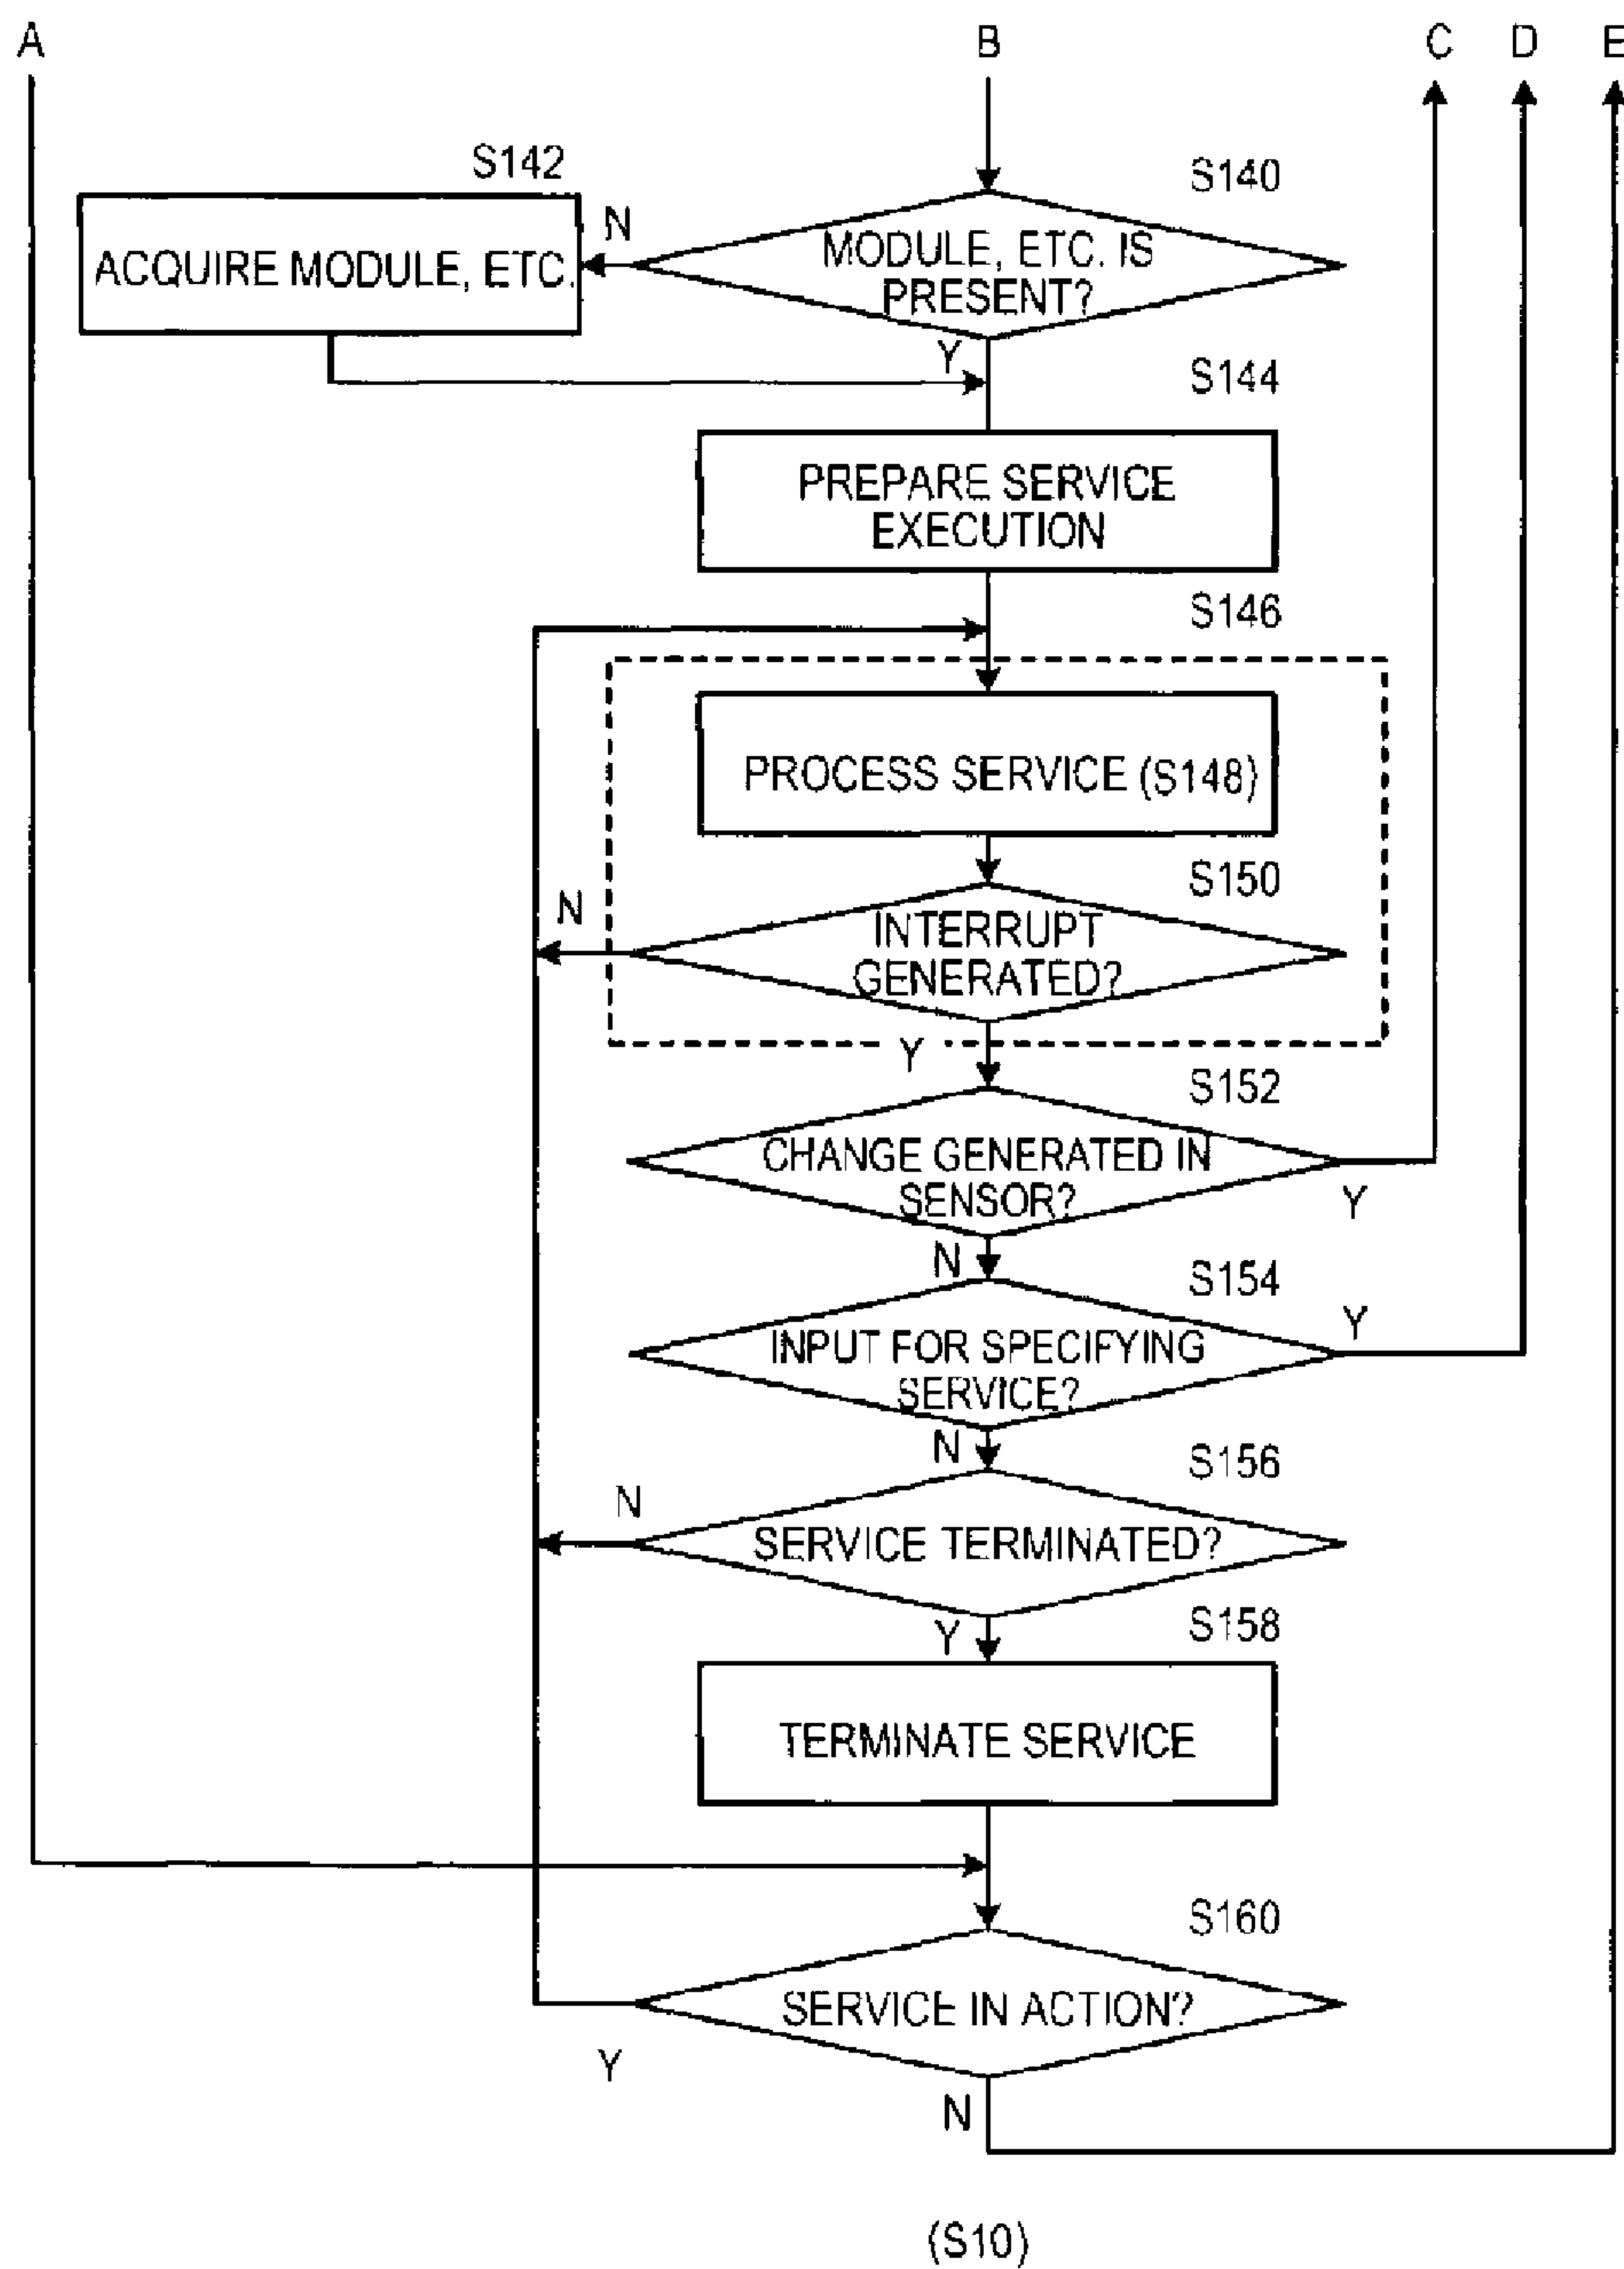 A
B
C
D
E
S142
S140
ACQUIRE MODULE, ETC.
N
MODULE, ETC. IS
PRESENT?
Y
S144
PREPARE SERVICE
EXECUTION
S146
PROCESS SERVICE (S148)
S150
N
INTERRUPT
GENERATED?
Y
S152
CHANGE GENERATED IN
SENSOR?
Y
N
S154
Y
INPUT FOR SPECIFYING
SERVICE?
N
S156
N
SERVICE TERMINATED?
Y
S158
TERMINATE SERVICE
S160
SERVICE IN ACTION?
Y
N
(S10)